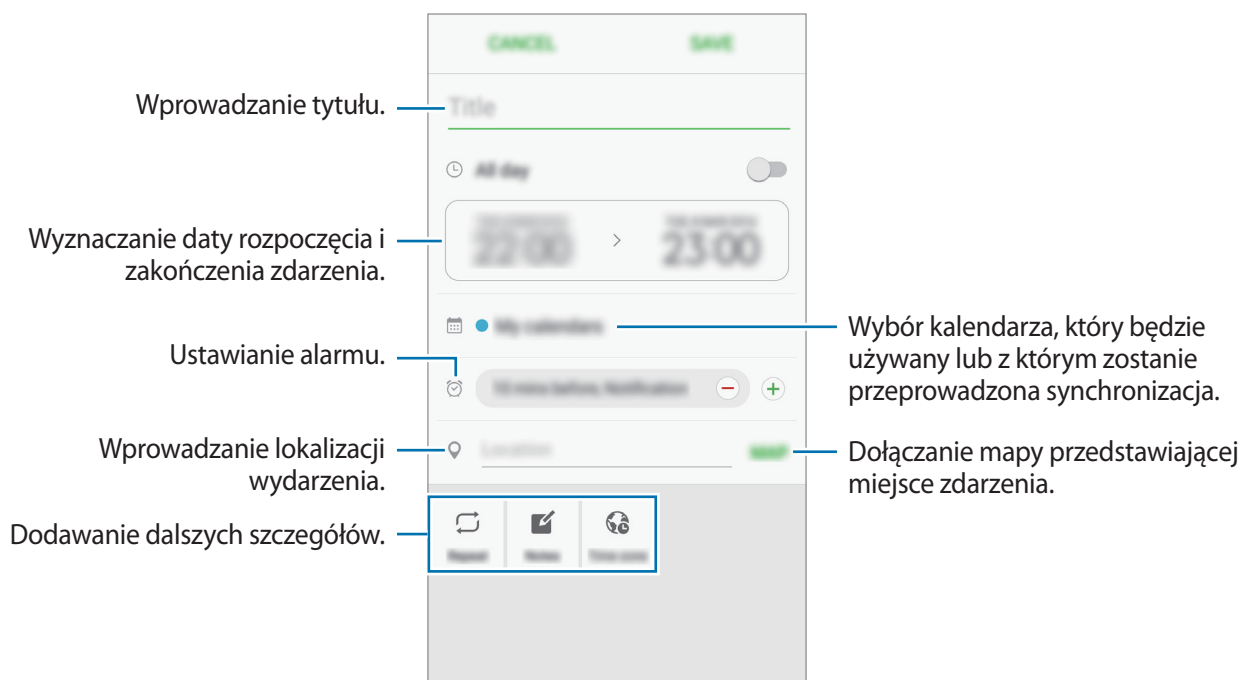 CANCEL SAVE
Wprowadzanie tytułu.
Title
All day
Wyznaczanie daty rozpoczęcia i
zakończenia zdarzenia.
22:00 > 23:00
My calendars
Wybór kalendarza, który będzie
używany lub z którym zostanie
przeprowadzona synchronizacja.
Ustawianie alarmu.
10 mins before, Notification
Wprowadzanie lokalizacji
wydarzenia.
Location
MAP
Dołączanie mapy przedstawiającej
miejsce zdarzenia.
Dodawanie dalszych szczegółów.
Repeat Notes Time zone